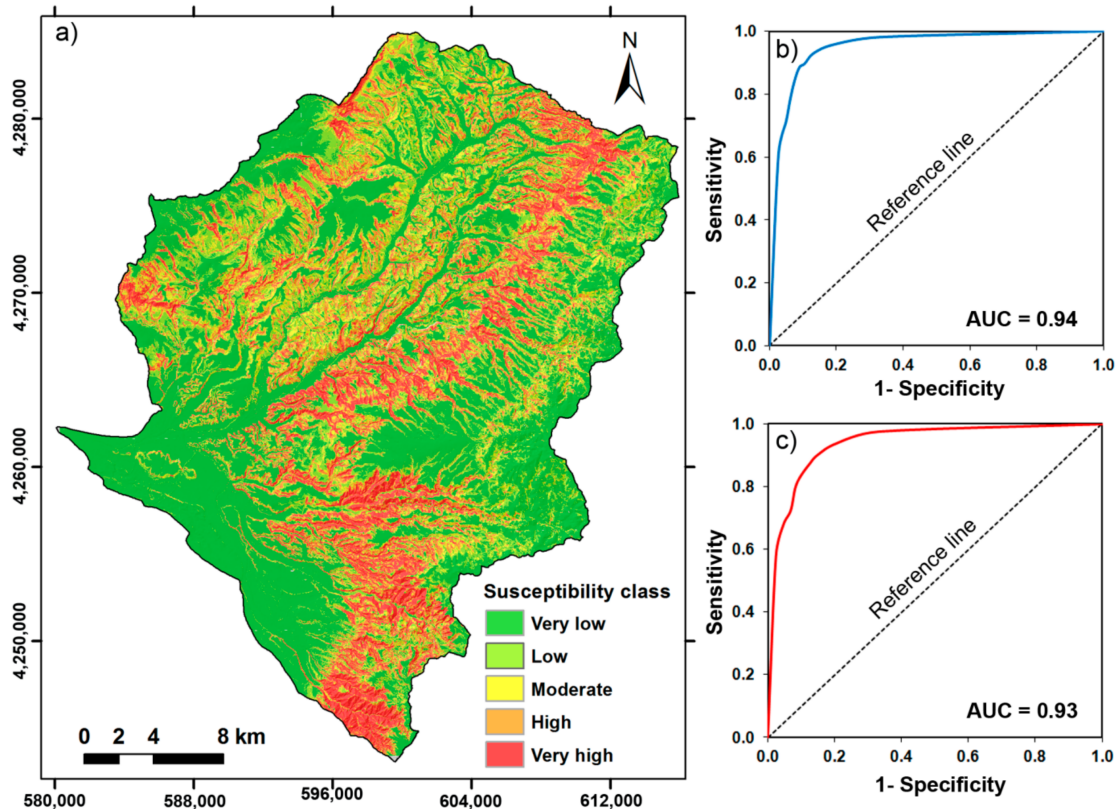 a)
N
4,280,000
4,270,000
4,260,000
4,250,000
Susceptibility class
Very low
Low
Moderate
High
Very high
0 2 4 8 km
580,000 588,000 596,000 604,000 612,000
b)
Sensitivity
1.0
0.8
0.6
0.4
0.2
0.0
Reference line
AUC = 0.94
0.0 0.2 0.4 0.6 0.8 1.0
1- Specificity
c)
Sensitivity
1.0
0.8
0.6
0.4
0.2
0.0
Reference line
AUC = 0.93
0.0 0.2 0.4 0.6 0.8 1.0
1- Specificity